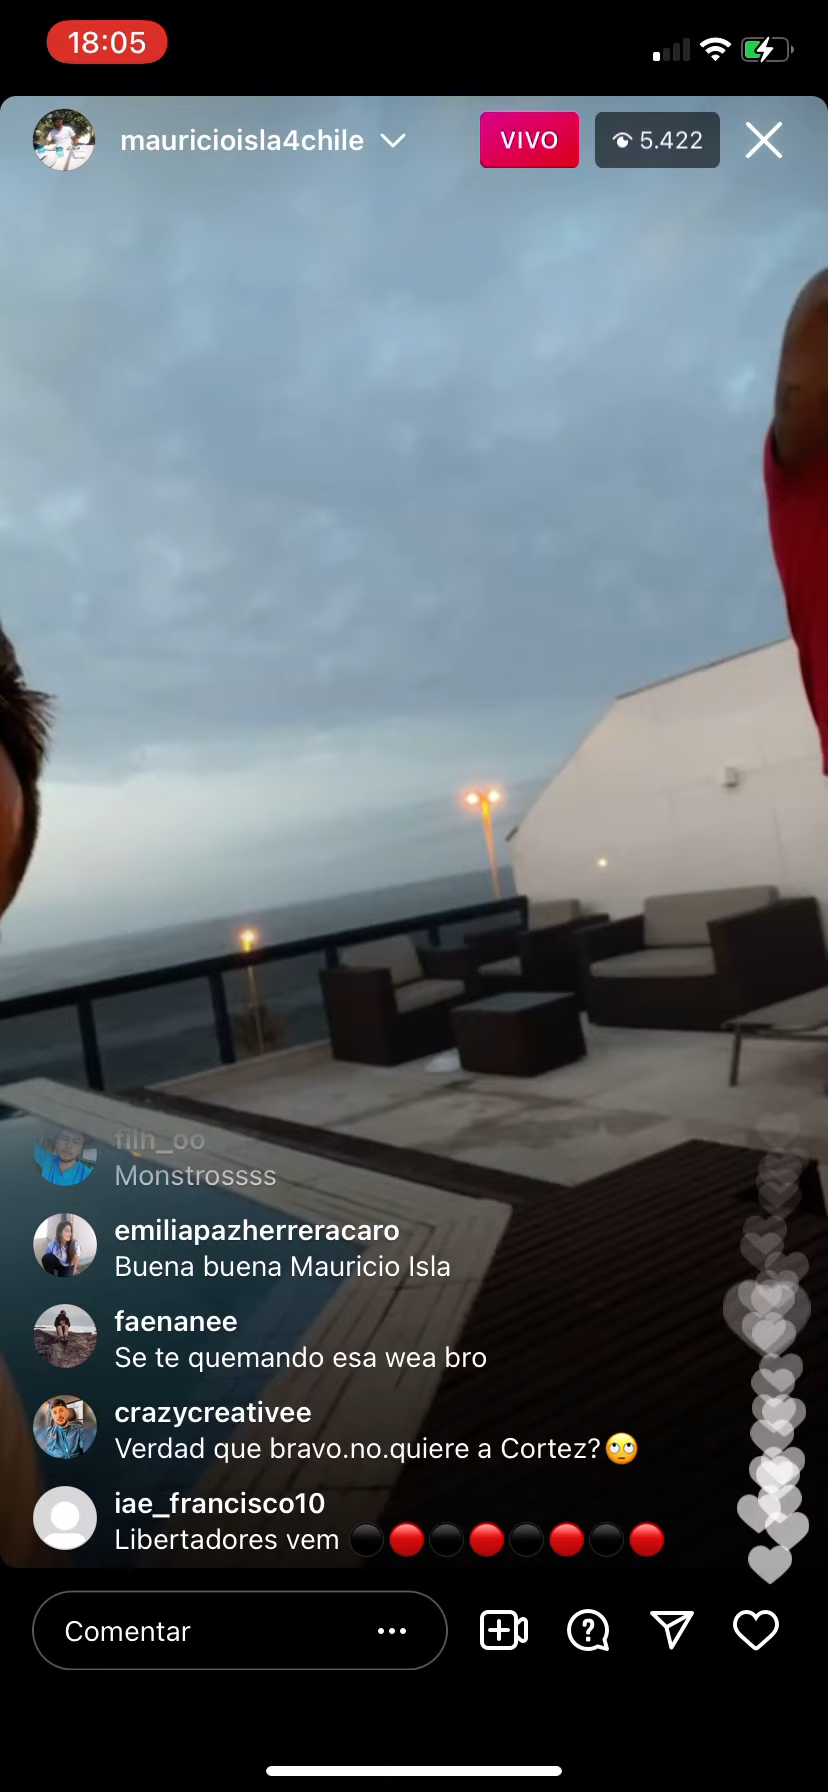 18:05
mauricioisla4chile VIVO 5.422
filh_oo
Monstrossss
emiliapazherreracaro
Buena buena Mauricio Isla
faenanee
Se te quemando esa wea bro
crazycreativee
Verdad que bravo.no.quiere a Cortez?🙄
iae_francisco10
Libertadores vem ⚫🔴⚫🔴⚫🔴⚫🔴
Comentar